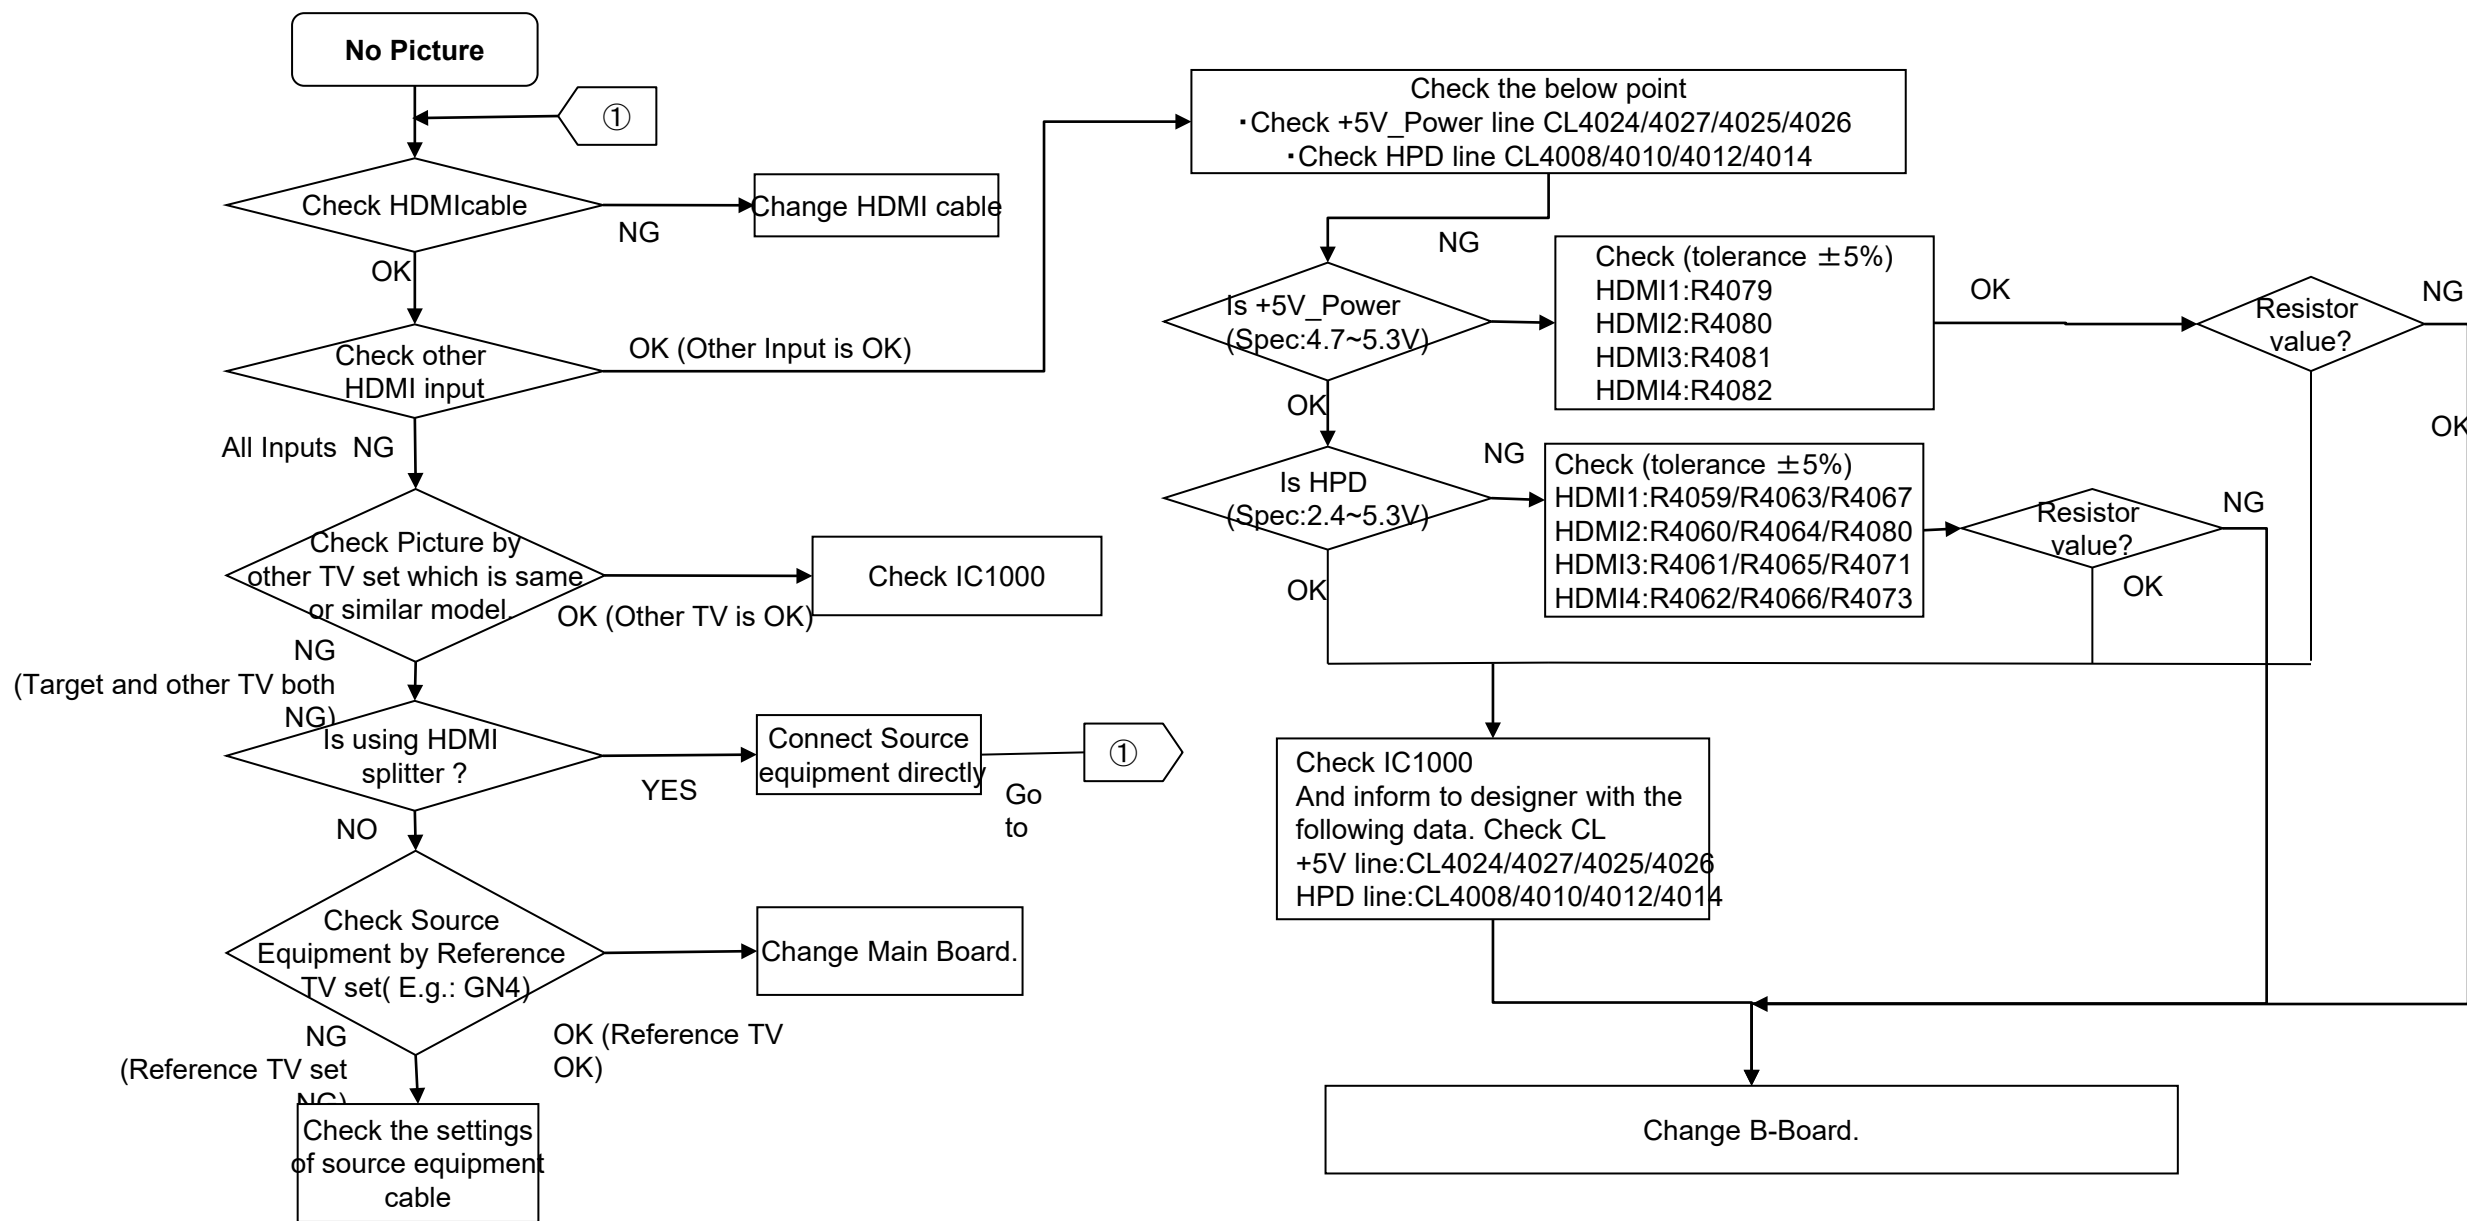 No Picture
①
Check HDMIcable
NG
Change HDMI cable
OK
Check other
HDMI input
OK (Other Input is OK)
All Inputs  NG
Check Picture by
other TV set which is same
or similar model.
OK (Other TV is OK)
Check IC1000
NG
(Target and other TV both
NG)
Is using HDMI
splitter ?
YES
Connect Source
equipment directly
Go
to
①
NO
Check Source
Equipment by Reference
TV set( E.g.: GN4)
Change Main Board.
OK (Reference TV
OK)
NG
(Reference TV set
NG)
Check the settings
of source equipment
cable
Check the below point
・Check +5V_Power line CL4024/4027/4025/4026
・Check HPD line CL4008/4010/4012/4014
Is +5V_Power
(Spec:4.7~5.3V)
NG
Check (tolerance ±5%)
HDMI1:R4079
HDMI2:R4080
HDMI3:R4081
HDMI4:R4082
OK
Resistor
value?
NG
OK
OK
Is HPD
(Spec:2.4~5.3V)
NG
Check (tolerance ±5%)
HDMI1:R4059/R4063/R4067
HDMI2:R4060/R4064/R4080
HDMI3:R4061/R4065/R4071
HDMI4:R4062/R4066/R4073
Resistor
value?
NG
OK
OK
Check IC1000
And inform to designer with the
following data. Check CL
+5V line:CL4024/4027/4025/4026
HPD line:CL4008/4010/4012/4014
Change B-Board.